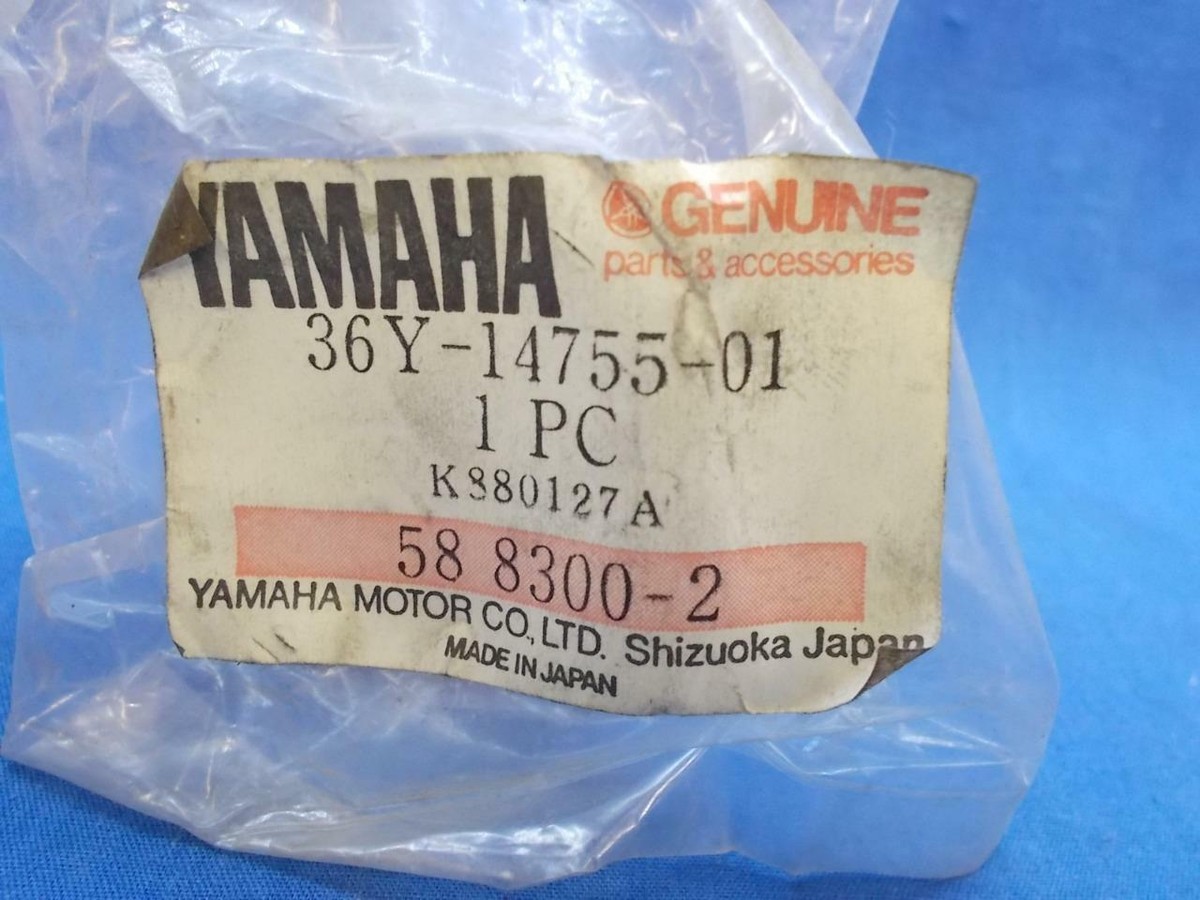 YAMAHA
GENUINE
parts & accessories
36Y-14755-01
1 PC
K880127A
58 8300-2
YAMAHA MOTOR CO., LTD. Shizuoka Japan
MADE IN JAPAN